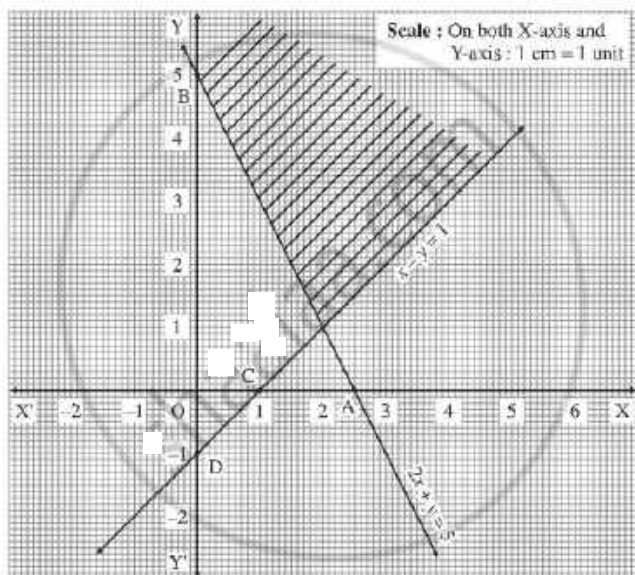 Y
Scale : On both X-axis and
Y-axis : 1 cm = 1 unit
5
B
4
3
x – y = 1
2
1
C
X' –2 –1 O 1 2 A 3 4 5 6 X
–1 D
2x + y = 5
–2
Y'